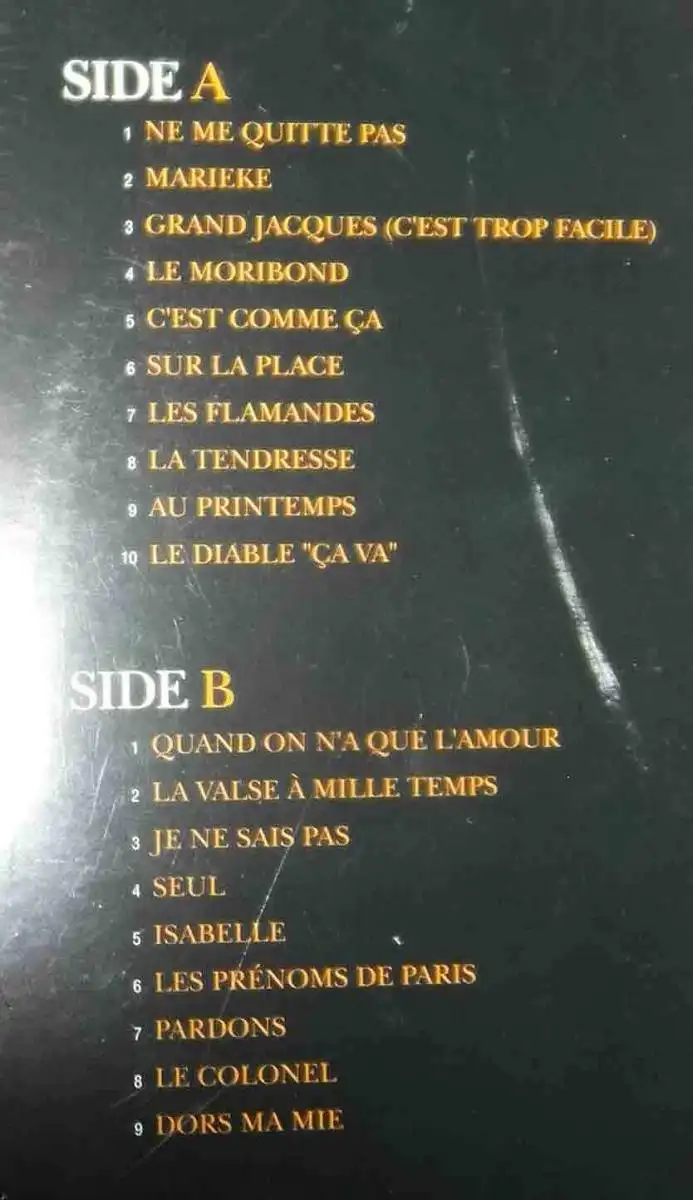 SIDE A
1 NE ME QUITTE PAS
2 MARIEKE
3 GRAND JACQUES (C'EST TROP FACILE)
4 LE MORIBOND
5 C'EST COMME ÇA
6 SUR LA PLACE
7 LES FLAMANDES
8 LA TENDRESSE
9 AU PRINTEMPS
10 LE DIABLE "ÇA VA"
SIDE B
1 QUAND ON N'A QUE L'AMOUR
2 LA VALSE À MILLE TEMPS
3 JE NE SAIS PAS
4 SEUL
5 ISABELLE
6 LES PRÉNOMS DE PARIS
7 PARDONS
8 LE COLONEL
9 DORS MA MIE